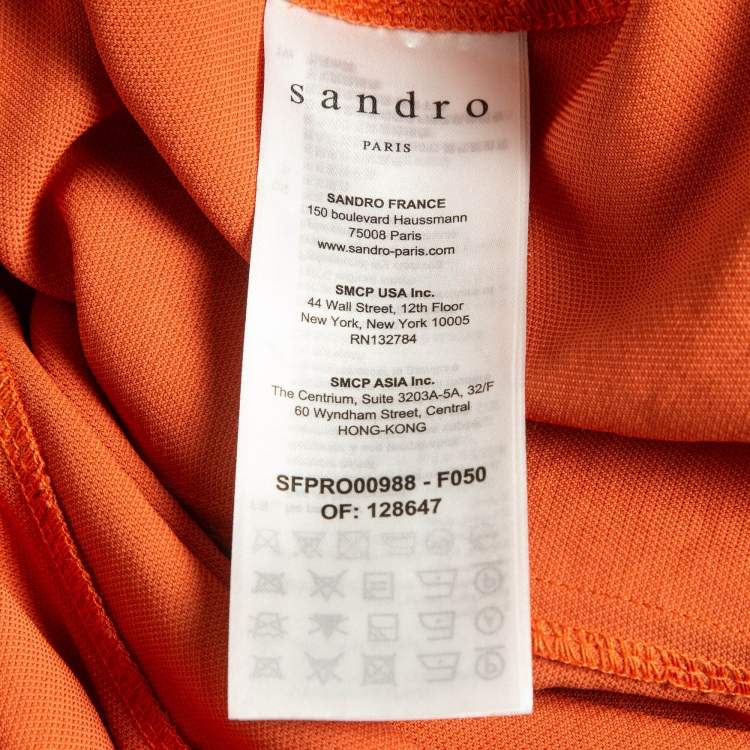 sandro
PARIS
SANDRO FRANCE
150 boulevard Haussmann
75008 Paris
www.sandro-paris.com
SMCP USA Inc.
44 Wall Street, 12th Floor
New York, New York 10005
RN132784
SMCP ASIA Inc.
The Centrium, Suite 3203A-5A, 32/F
60 Wyndham Street, Central
HONG-KONG
SFPRO00988 - F050
OF: 128647